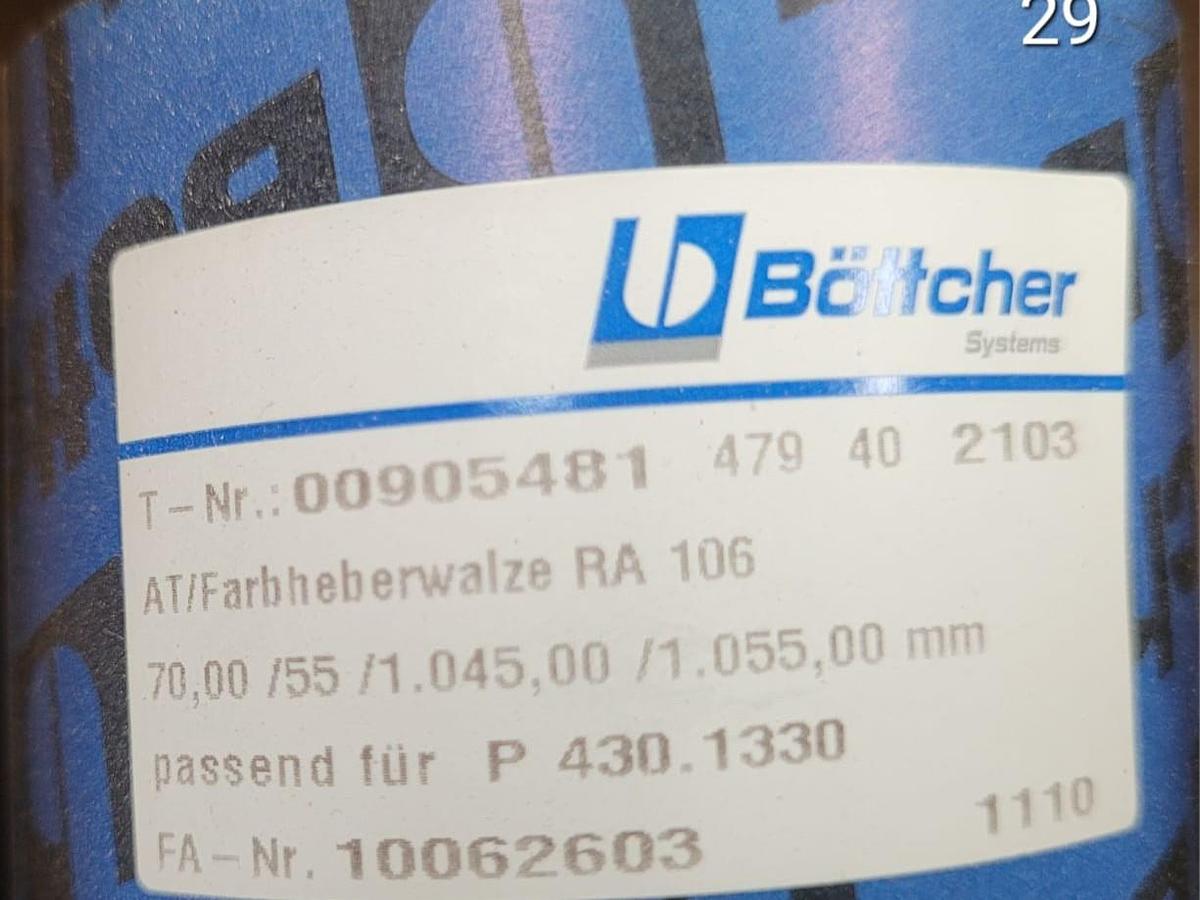 29
Böttcher
Systems
T-Nr.: 00905481 479 40 2103
AT/Farbheberwalze RA 106
70,00 /55 /1.045,00 /1.055,00 mm
passend für P 430.1330
1110
FA-Nr. 10062603